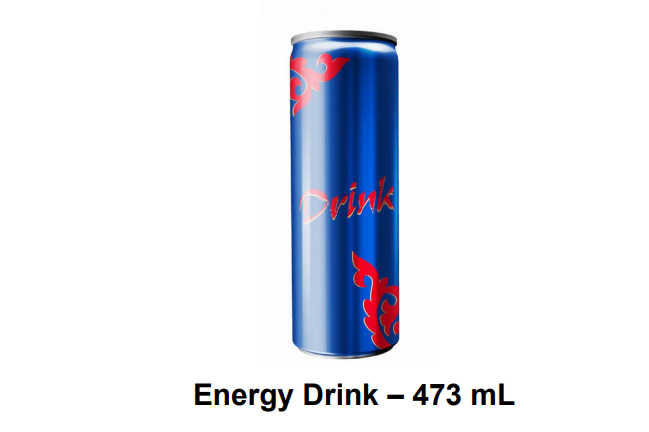 Drink
Energy Drink – 473 mL